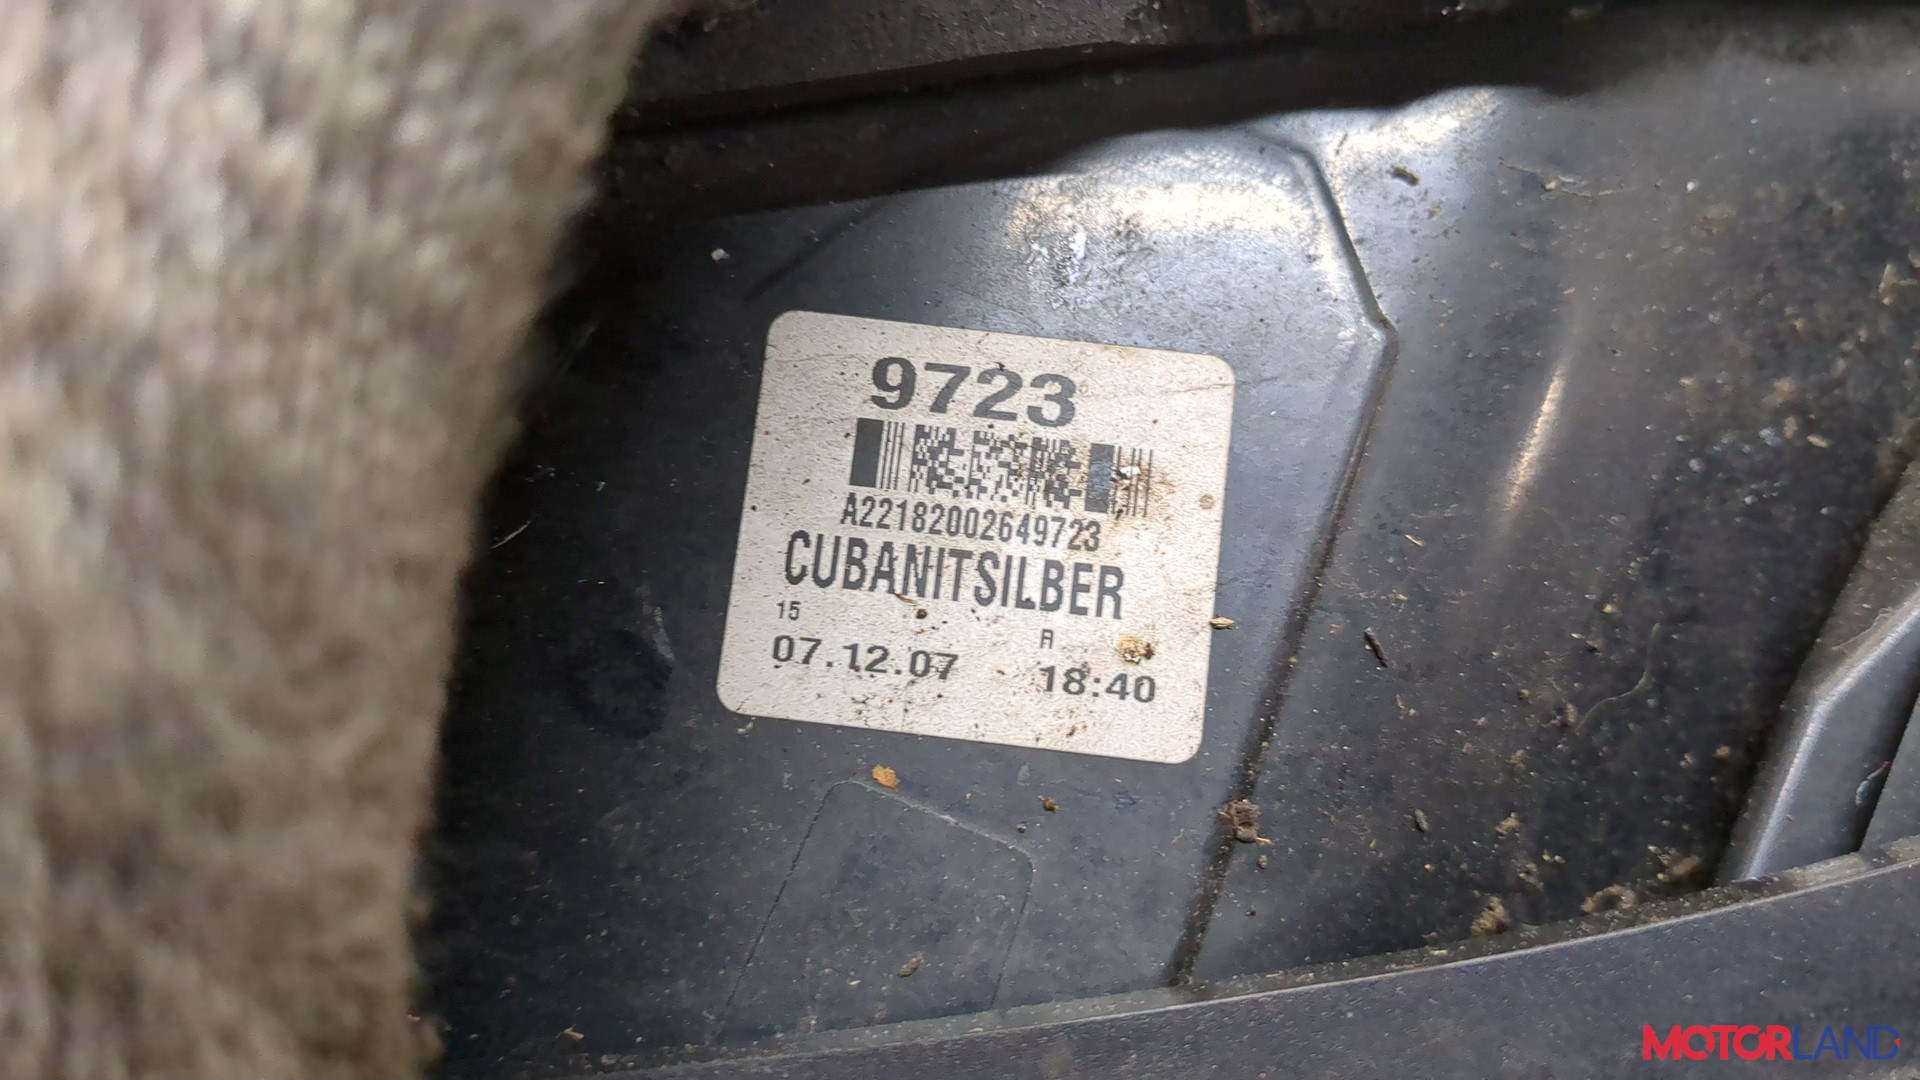 9723
A22182002649723
CUBANITSILBER
15 R
07.12.07 18:40
MOTORLAND